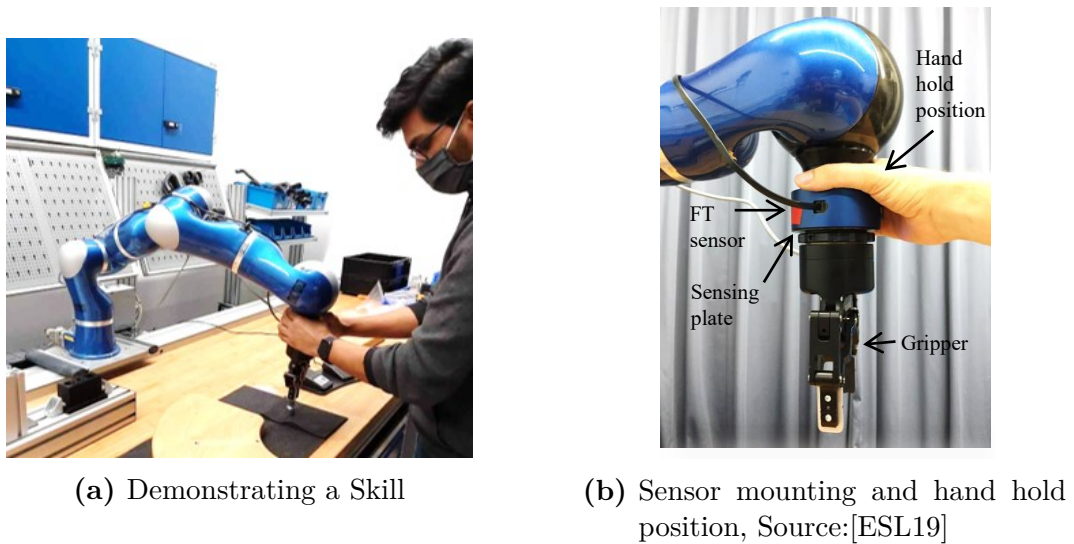 Hand
hold
position
FT
sensor
Sensing
plate
Gripper
(a) Demonstrating a Skill
(b) Sensor mounting and hand hold
position, Source:[ESL19]